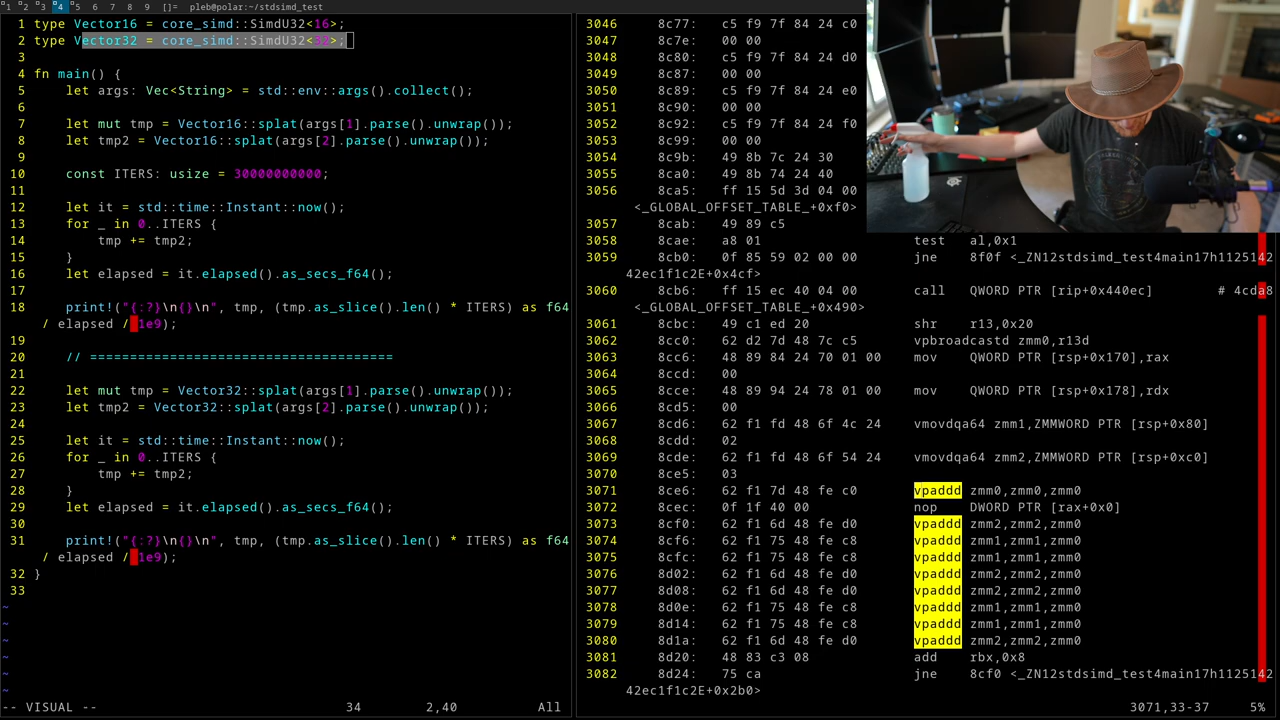 1 2 3 4 5 6 7 8 9 []= pleb@polar:~/stdsimd_test
1 type Vector16 = core_simd::SimdU32<16>;
2 type Vector32 = core_simd::SimdU32<32>;
3
4 fn main() {
5 let args: Vec<String> = std::env::args().collect();
6
7 let mut tmp = Vector16::splat(args[1].parse().unwrap());
8 let tmp2 = Vector16::splat(args[2].parse().unwrap());
9
10 const ITERS: usize = 30000000000;
11
12 let it = std::time::Instant::now();
13 for _ in 0..ITERS {
14 tmp += tmp2;
15 }
16 let elapsed = it.elapsed().as_secs_f64();
17
18 print!("{:?}\n{}\n", tmp, (tmp.as_slice().len() * ITERS) as f64
/ elapsed / 1e9);
19
20 // ======================================
21
22 let mut tmp = Vector32::splat(args[1].parse().unwrap());
23 let tmp2 = Vector32::splat(args[2].parse().unwrap());
24
25 let it = std::time::Instant::now();
26 for _ in 0..ITERS {
27 tmp += tmp2;
28 }
29 let elapsed = it.elapsed().as_secs_f64();
30
31 print!("{:?}\n{}\n", tmp, (tmp.as_slice().len() * ITERS) as f64
/ elapsed / 1e9);
32 }
33
~
~
~
~
~
~
-- VISUAL -- 34 2,40 All
3046 8c77: c5 f9 7f 84 24 c0
3047 8c7e: 00 00
3048 8c80: c5 f9 7f 84 24 d0
3049 8c87: 00 00
3050 8c89: c5 f9 7f 84 24 e0
3051 8c90: 00 00
3052 8c92: c5 f9 7f 84 24 f0
3053 8c99: 00 00
3054 8c9b: 49 8b 7c 24 30
3055 8ca0: 49 8b 74 24 40
3056 8ca5: ff 15 5d 3d 04 00
<_GLOBAL_OFFSET_TABLE_+0xf0>
3057 8cab: 49 89 c5
3058 8cae: a8 01 test al,0x1
3059 8cb0: 0f 85 59 02 00 00 jne 8f0f <_ZN12stdsimd_test4main17h1125142
42ec1f1c2E+0x4cf>
3060 8cb6: ff 15 ec 40 04 00 call QWORD PTR [rip+0x440ec] # 4cda8
<_GLOBAL_OFFSET_TABLE_+0x490>
3061 8cbc: 49 c1 ed 20 shr r13,0x20
3062 8cc0: 62 d2 7d 48 7c c5 vpbroadcastd zmm0,r13d
3063 8cc6: 48 89 84 24 70 01 00 mov QWORD PTR [rsp+0x170],rax
3064 8ccd: 00
3065 8cce: 48 89 94 24 78 01 00 mov QWORD PTR [rsp+0x178],rdx
3066 8cd5: 00
3067 8cd6: 62 f1 fd 48 6f 4c 24 vmovdqa64 zmm1,ZMMWORD PTR [rsp+0x80]
3068 8cdd: 02
3069 8cde: 62 f1 fd 48 6f 54 24 vmovdqa64 zmm2,ZMMWORD PTR [rsp+0xc0]
3070 8ce5: 03
3071 8ce6: 62 f1 7d 48 fe c0 vpaddd zmm0,zmm0,zmm0
3072 8cec: 0f 1f 40 00 nop DWORD PTR [rax+0x0]
3073 8cf0: 62 f1 6d 48 fe d0 vpaddd zmm2,zmm2,zmm0
3074 8cf6: 62 f1 75 48 fe c8 vpaddd zmm1,zmm1,zmm0
3075 8cfc: 62 f1 75 48 fe c8 vpaddd zmm1,zmm1,zmm0
3076 8d02: 62 f1 6d 48 fe d0 vpaddd zmm2,zmm2,zmm0
3077 8d08: 62 f1 6d 48 fe d0 vpaddd zmm2,zmm2,zmm0
3078 8d0e: 62 f1 75 48 fe c8 vpaddd zmm1,zmm1,zmm0
3079 8d14: 62 f1 75 48 fe c8 vpaddd zmm1,zmm1,zmm0
3080 8d1a: 62 f1 6d 48 fe d0 vpaddd zmm2,zmm2,zmm0
3081 8d20: 48 83 c3 08 add rbx,0x8
3082 8d24: 75 ca jne 8cf0 <_ZN12stdsimd_test4main17h1125142
42ec1f1c2E+0x2b0>
3071,33-37 5%